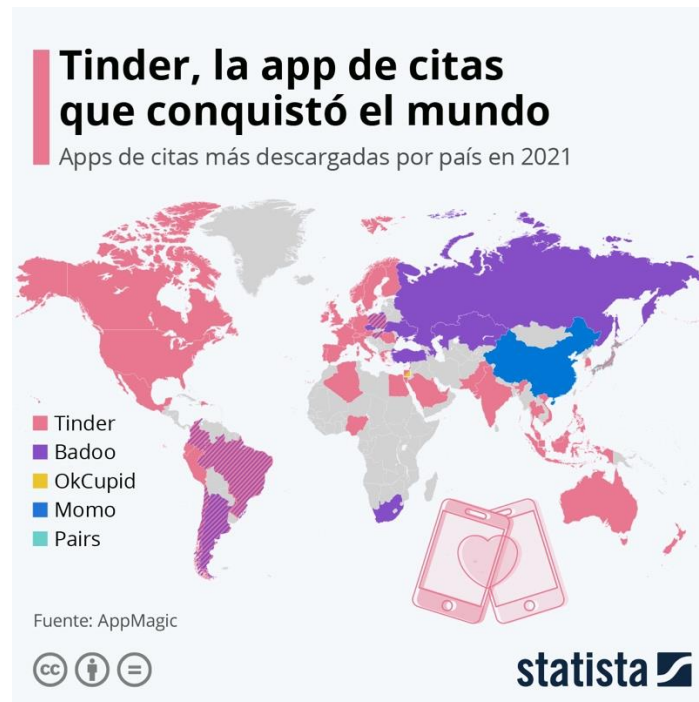 Tinder, la app de citas
que conquistó el mundo
Apps de citas más descargadas por país en 2021
Tinder
Badoo
OkCupid
Momo
Pairs
Fuente: AppMagic
cc
statista